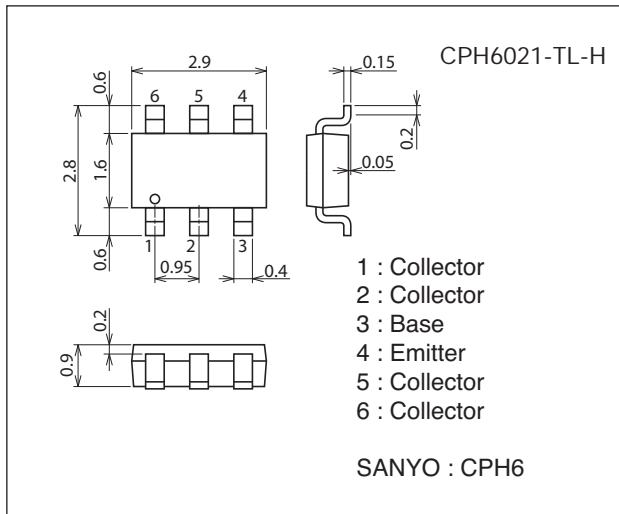 CPH6021-TL-H
2.9
0.15
0.6
6
5
4
0.2
2.8
1.6
0.05
0.6
1
2
3
0.95
0.4
1 : Collector
2 : Collector
3 : Base
4 : Emitter
5 : Collector
6 : Collector
0.2
0.9
SANYO : CPH6